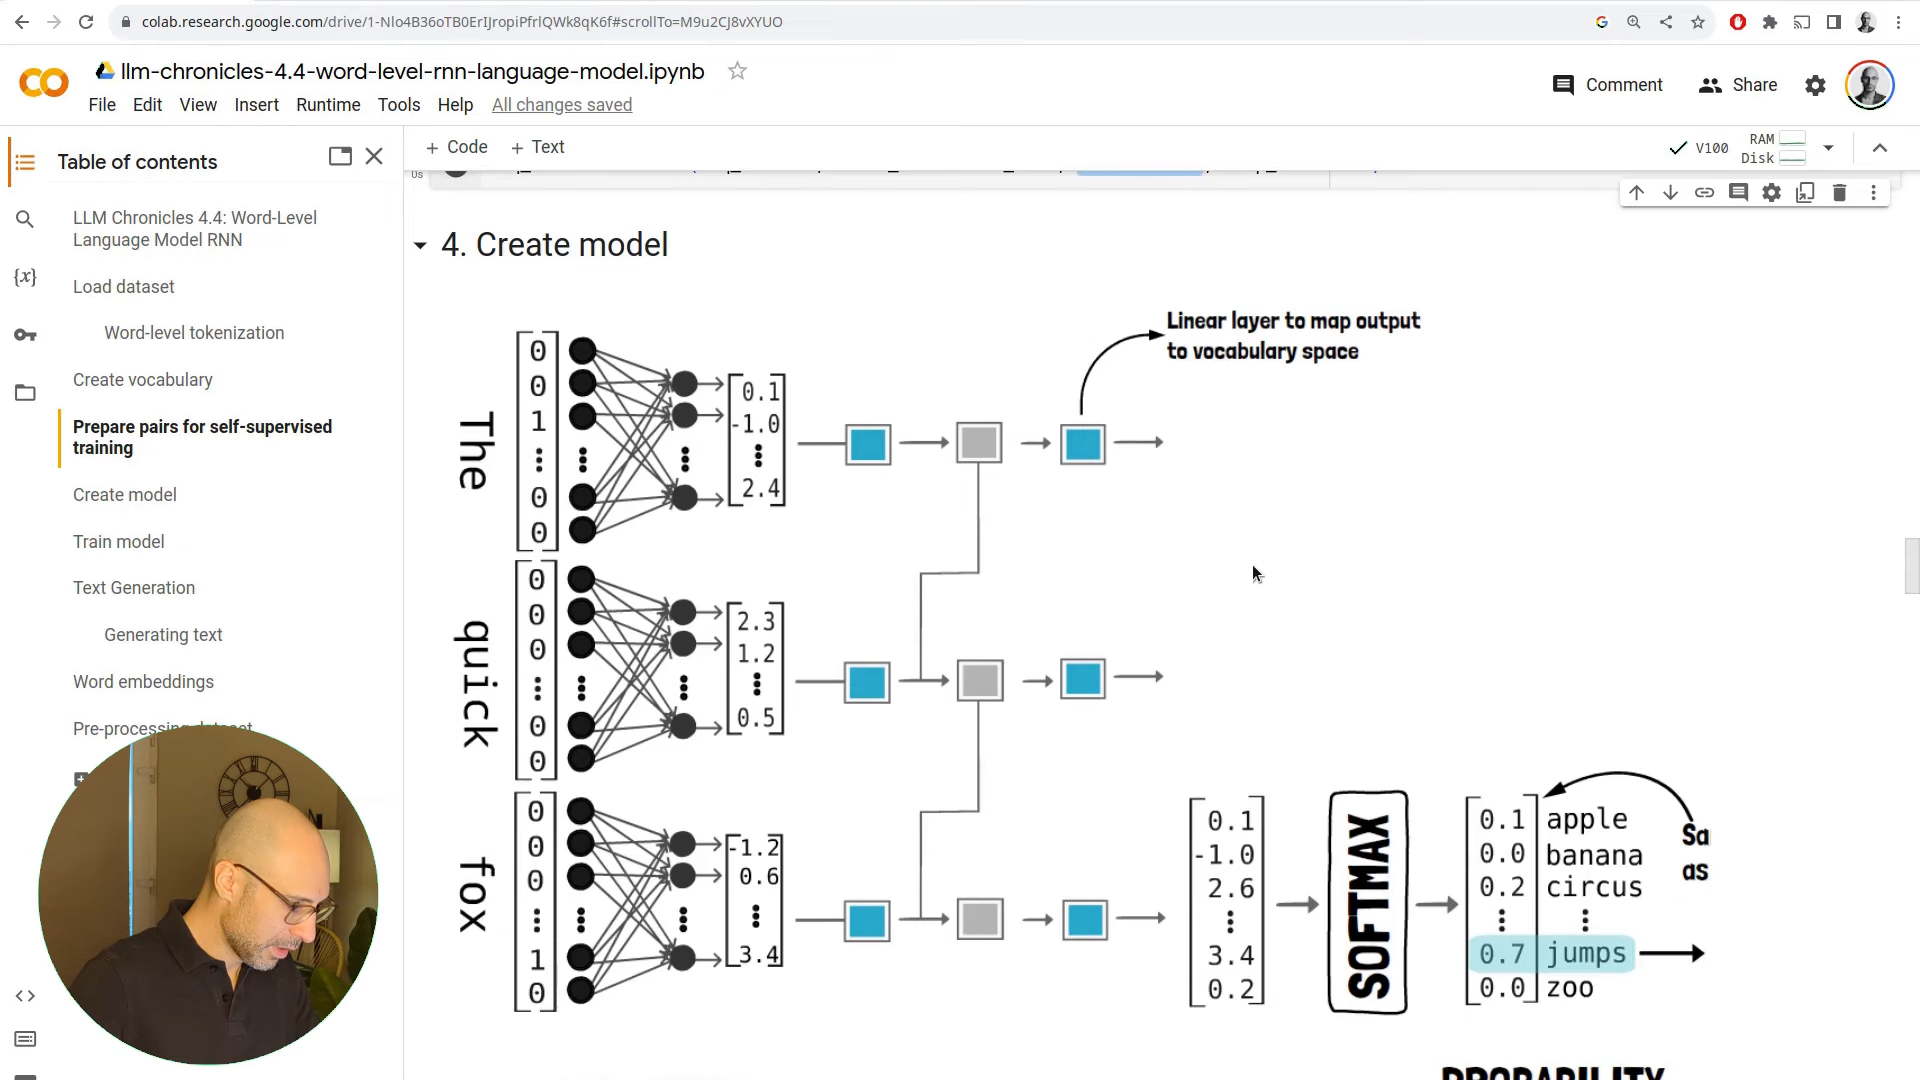 colab.research.google.com/drive/1-Nlo4B36oTB0ErIJropiPfrlQWk8qK6f#scrollTo=M9u2CJ8vXYUO
llm-chronicles-4.4-word-level-rnn-language-model.ipynb
Comment
Share
File Edit View Insert Runtime Tools Help All changes saved
Table of contents
+ Code + Text
V100
RAM
Disk
LLM Chronicles 4.4: Word-Level
Language Model RNN
{x}
Load dataset
Word-level tokenization
Create vocabulary
Prepare pairs for self-supervised
training
Create model
Train model
Text Generation
Generating text
Word embeddings
Pre-processing dataset
0s
4. Create model
Linear layer to map output
to vocabulary space
The
0
0
1
0
0
0.1
-1.0
2.4
quick
0
0
0
0
0
2.3
1.2
0.5
fox
0
0
0
1
0
-1.2
0.6
3.4
0.1
-1.0
2.6
3.4
0.2
SOFTMAX
0.1 apple
0.0 banana
0.2 circus
0.7 jumps
0.0 zoo
Sa
as